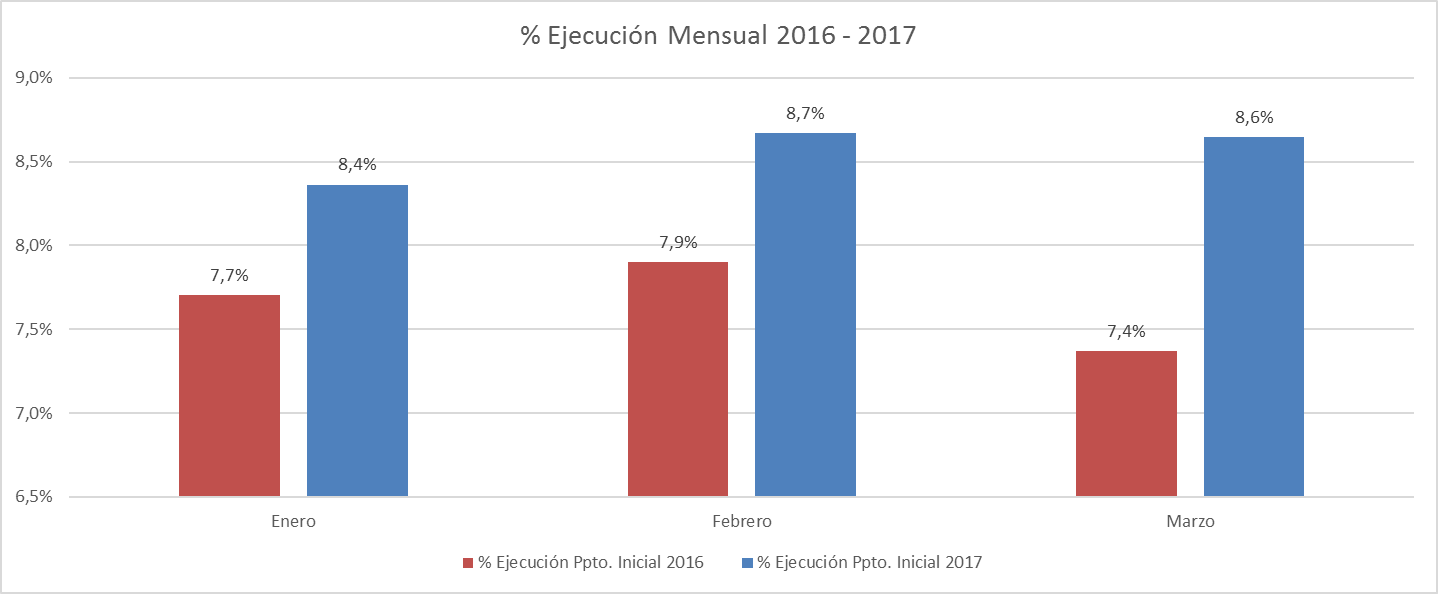 % Ejecución Mensual 2016 - 2017
9,0%
8,5%
8,0%
7,5%
7,0%
6,5%
7,7%
8,4%
7,9%
8,7%
7,4%
8,6%
Enero
Febrero
Marzo
% Ejecución Ppto. Inicial 2016
% Ejecución Ppto. Inicial 2017